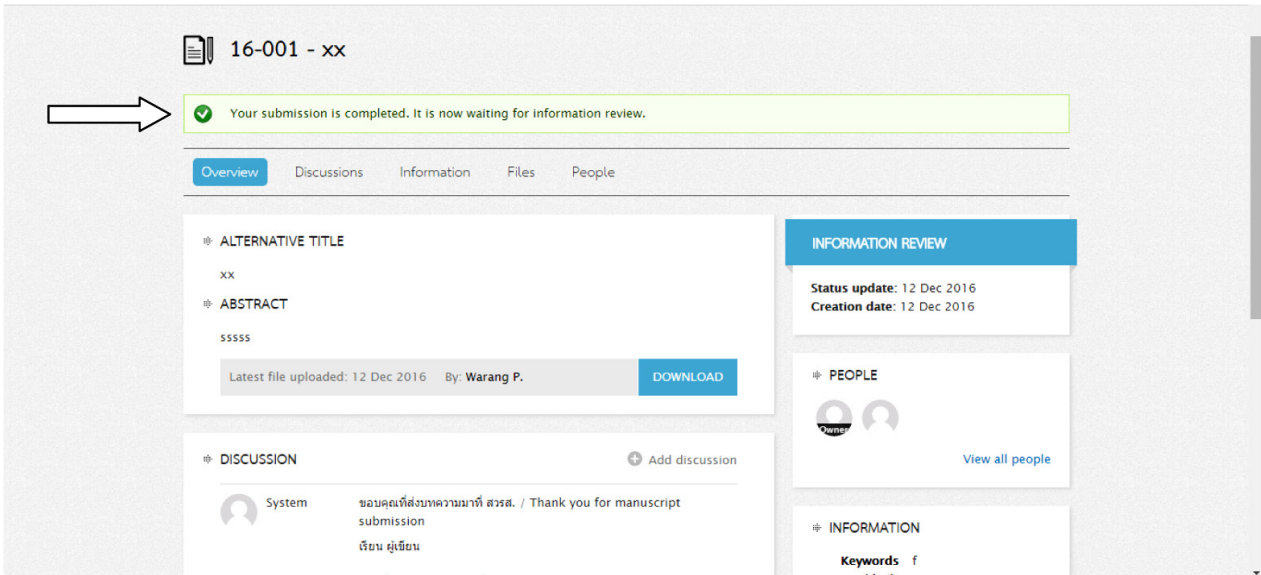 16-001 - xx
Your submission is completed. It is now waiting for information review.
Overview Discussions Information Files People
ALTERNATIVE TITLE
xx
ABSTRACT
sssss
Latest file uploaded: 12 Dec 2016 By: Warang P.
DOWNLOAD
DISCUSSION
Add discussion
System
ขอบคุณที่ส่งบทความมาที่ สวรส. / Thank you for manuscript
submission
เรียน ผู้เขียน
INFORMATION REVIEW
Status update: 12 Dec 2016
Creation date: 12 Dec 2016
PEOPLE
Owner
View all people
INFORMATION
Keywords f